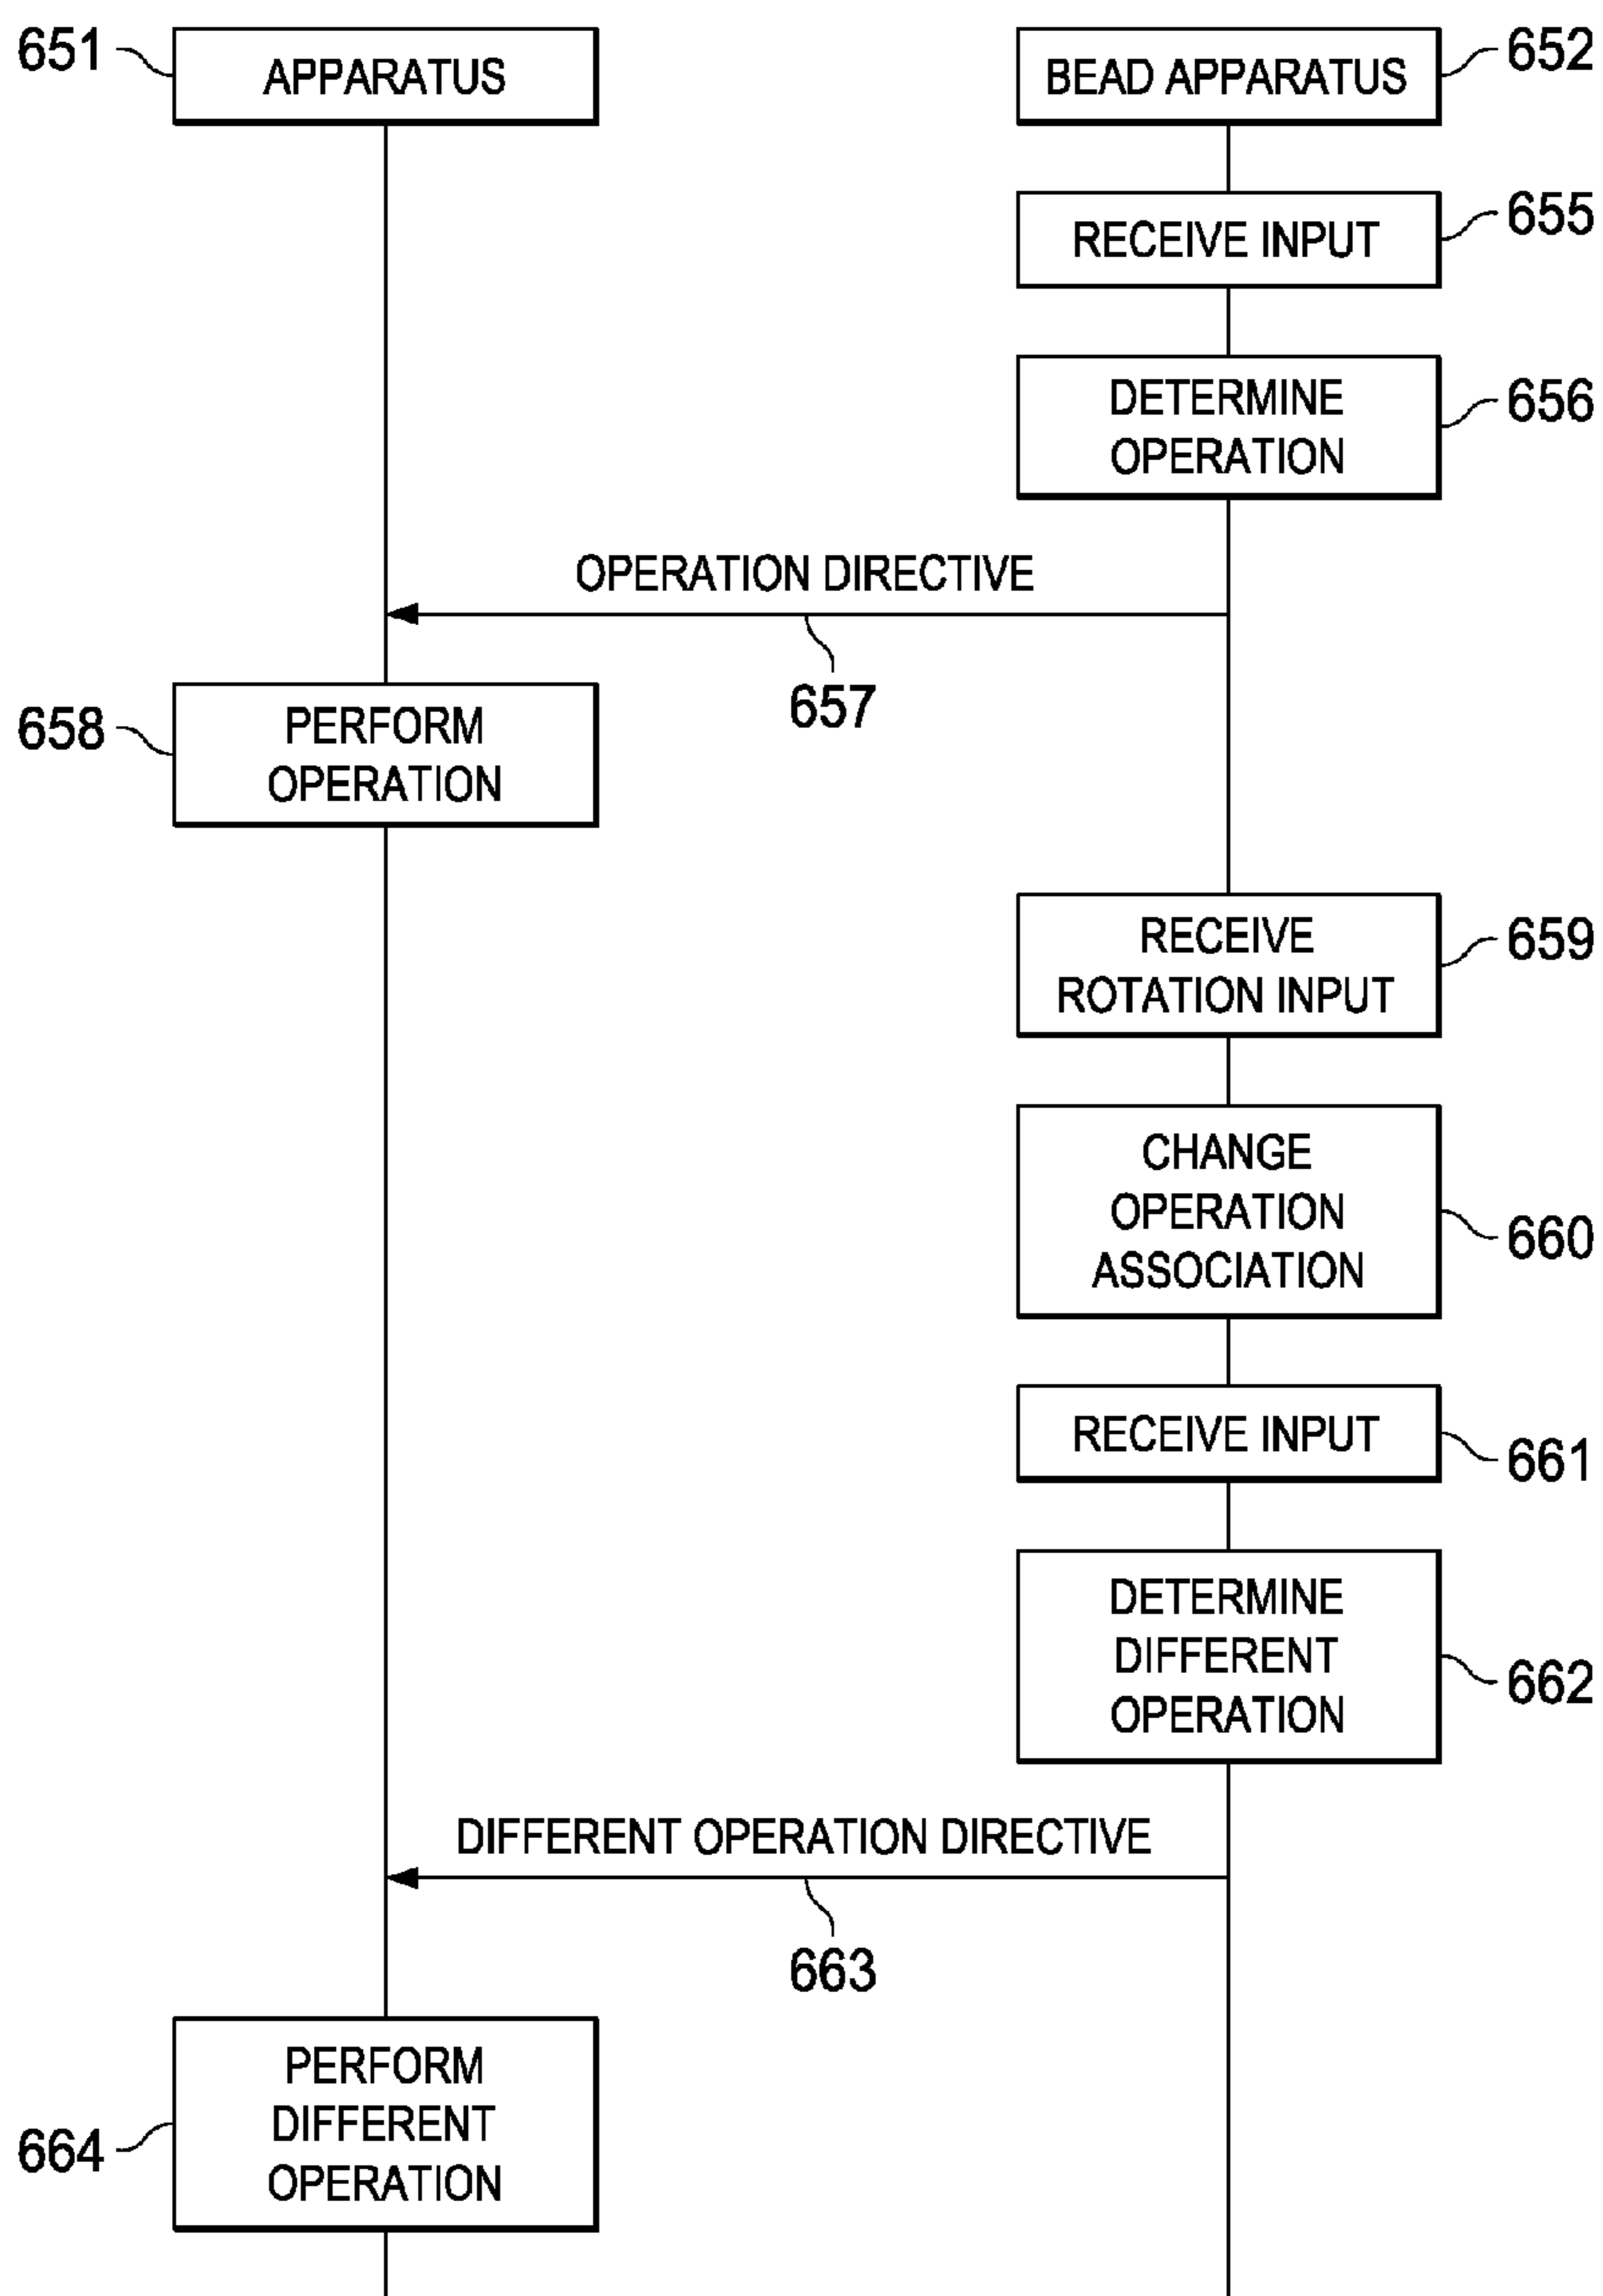 651
APPARATUS
BEAD APPARATUS
652
RECEIVE INPUT
655
DETERMINE
OPERATION
656
OPERATION DIRECTIVE
657
658
PERFORM
OPERATION
RECEIVE
ROTATION INPUT
659
CHANGE
OPERATION
ASSOCIATION
660
RECEIVE INPUT
661
DETERMINE
DIFFERENT
OPERATION
662
DIFFERENT OPERATION DIRECTIVE
663
PERFORM
DIFFERENT
OPERATION
664